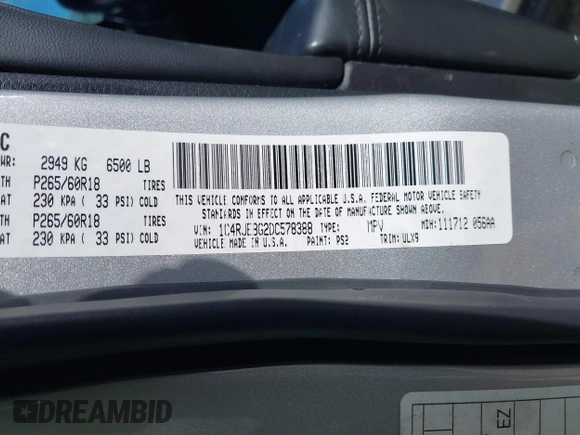 C
WR: 2949 KG 6500 LB
TH P265/60R18 TIRES
AT 230 KPA ( 33 PSI) COLD
TH P265/60R18 TIRES
AT 230 KPA ( 33 PSI) COLD
THIS VEHICLE CONFORMS TO ALL APPLICABLE U.S.A. FEDERAL MOTOR VEHICLE SAFETY
STANDARDS IN EFFECT ON THE DATE OF MANUFACTURE SHOWN ABOVE.
VIN: 1C4RJEBG2DC578388 TYPE: MPV MDH:111712 056AA
VEHICLE MADE IN U.S.A. PAINT: PS2 TRIM: ULX9
EZ
DREAMBID